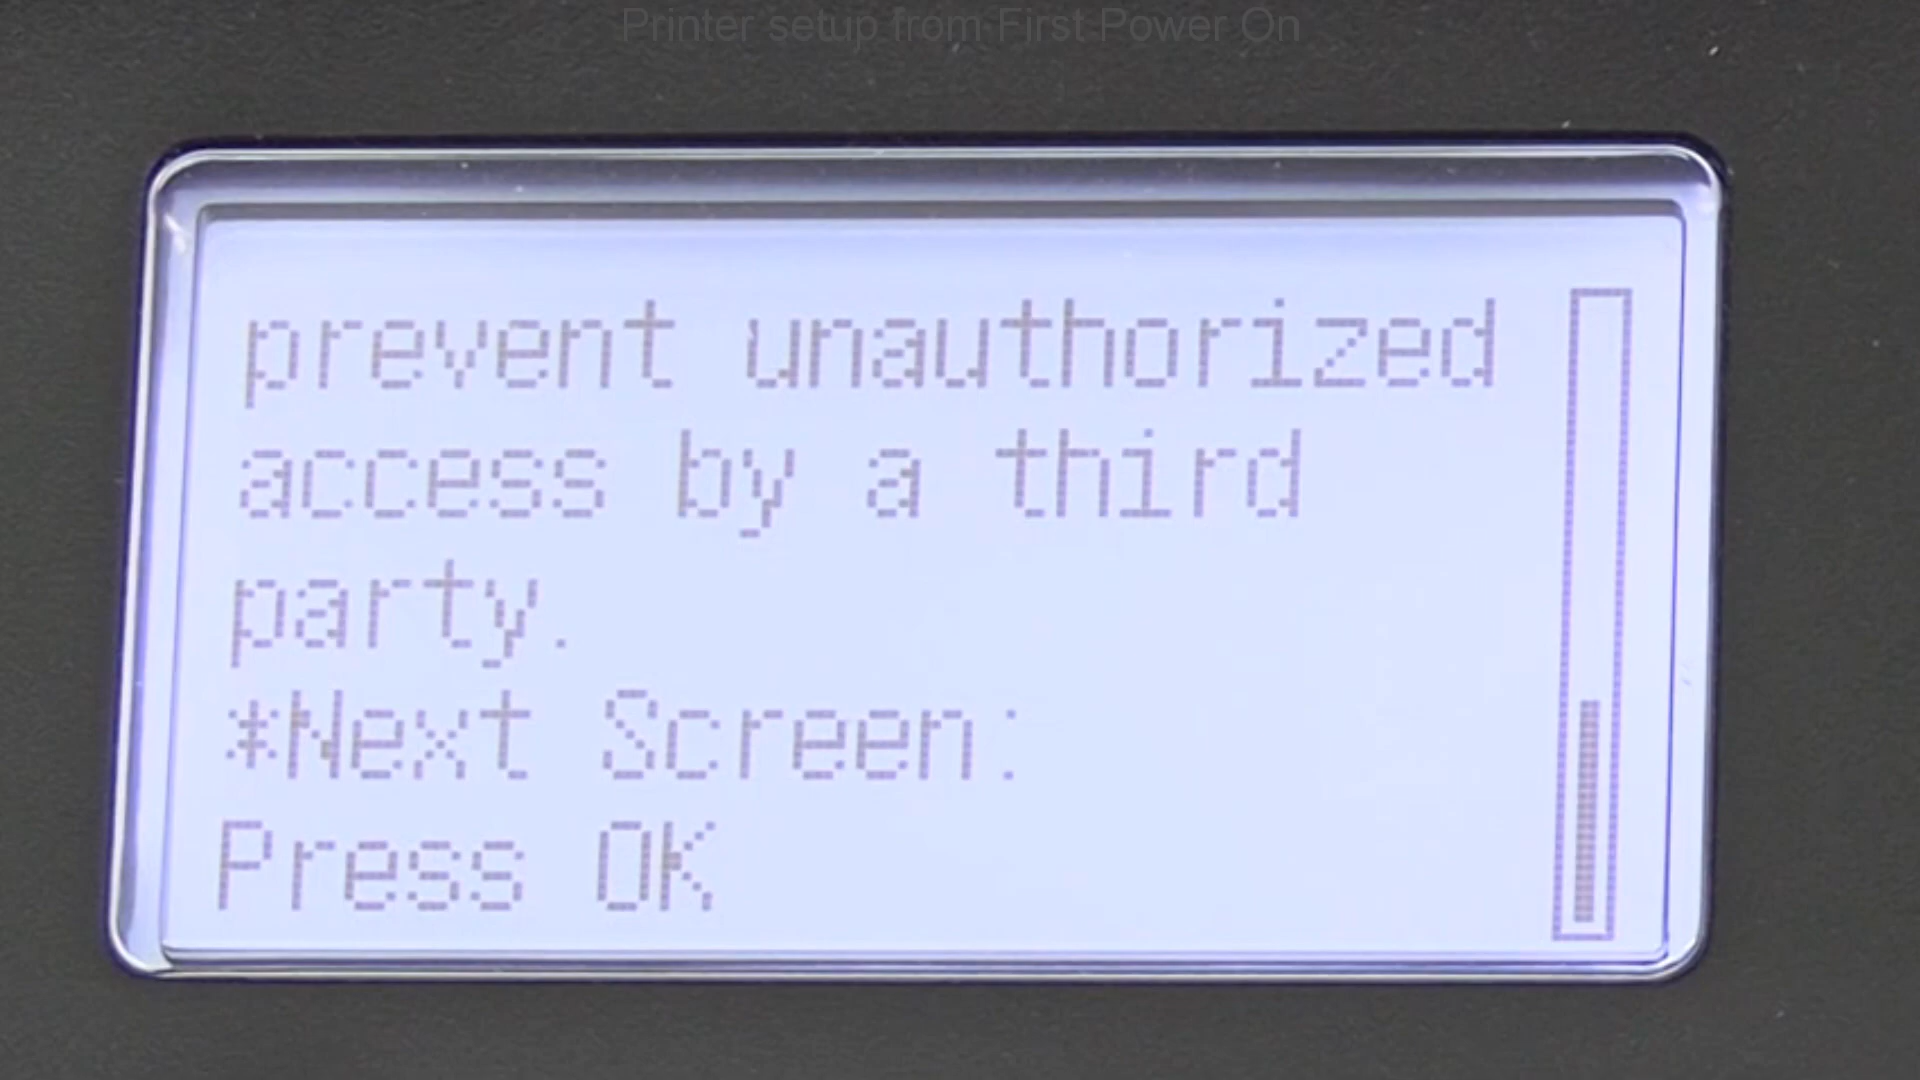 Printer setup from First Power On
prevent unauthorized
access by a third
party.
*Next Screen:
Press OK